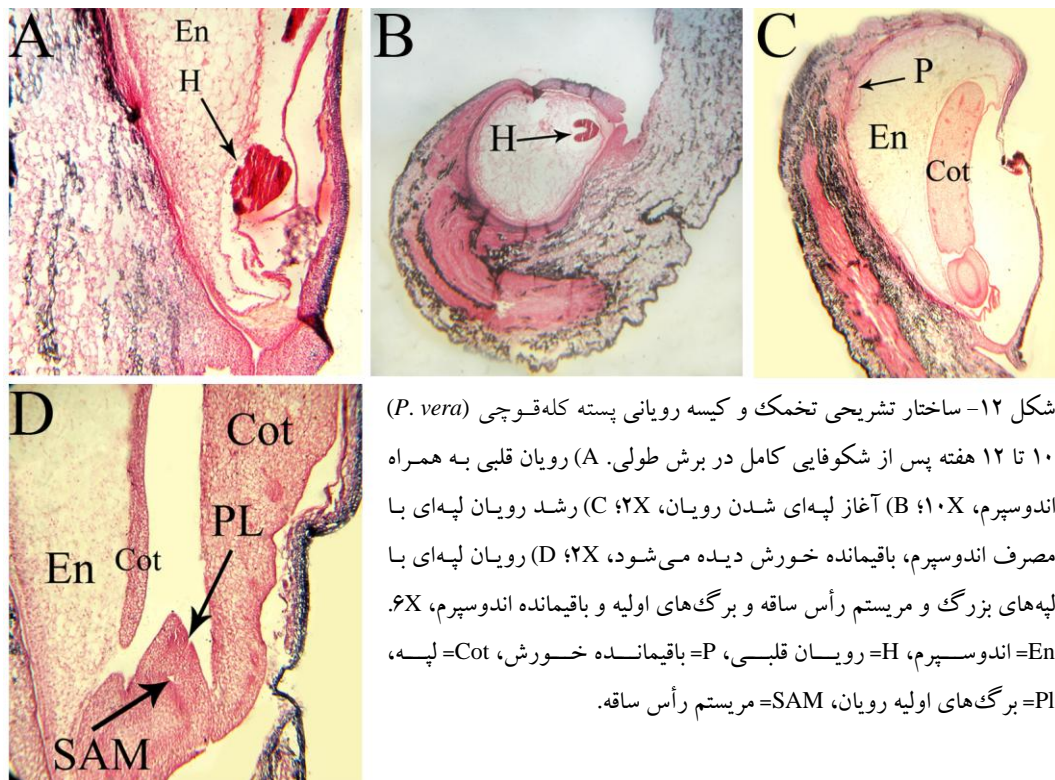 A
En
H
B
H
C
P
En
Cot
D
Cot
PL
En
Cot
SAM
شکل ۱۲- ساختار تشریحی تخمک و کیسه رویانی پسته کله‌قوچی (P. vera)
۱۰ تا ۱۲ هفته پس از شکوفایی کامل در برش طولی. A) رویان قلبی به همراه
اندوسپرم، ۱۰X؛ B) آغاز لپه‌ای شدن رویان، ۲X؛ C) رشد رویان لپه‌ای با
مصرف اندوسپرم، باقیمانده خورش دیده می‌شود، ۲X؛ D) رویان لپه‌ای با
لپه‌های بزرگ و مریستم رأس ساقه و برگ‌های اولیه و باقیمانده اندوسپرم، ۶X.
En= اندوسپرم، H= رویان قلبی، P= باقیمانده خورش، Cot= لپه،
Pl= برگ‌های اولیه رویان، SAM= مریستم رأس ساقه.